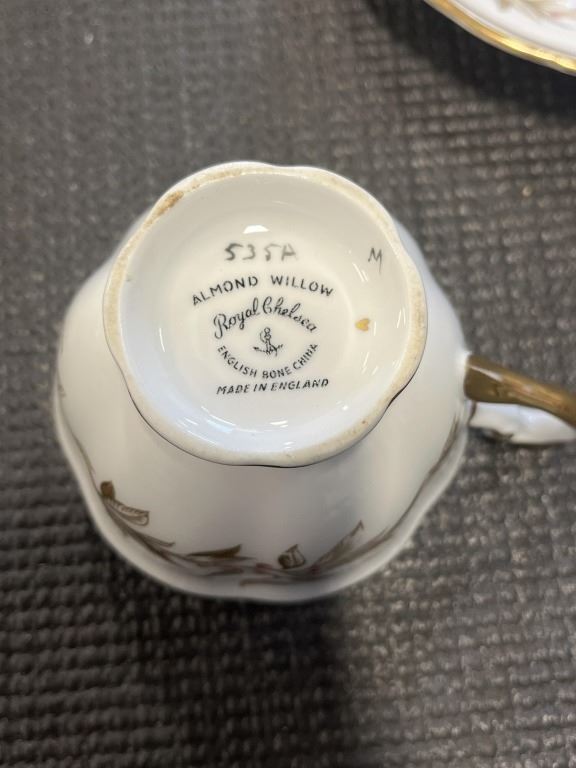 535A
M
ALMOND WILLOW
Royal Chelsea
ENGLISH BONE CHINA
MADE IN ENGLAND